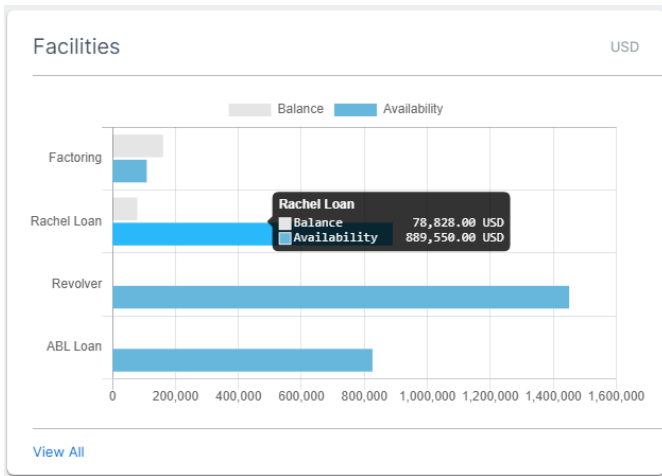 Facilities USD
Balance Availability
Factoring
Rachel Loan
Rachel Loan
Balance 78,828.00 USD
Availability 889,550.00 USD
Revolver
ABL Loan
0 200,000 400,000 600,000 800,000 1,000,000 1,200,000 1,400,000 1,600,000
View All